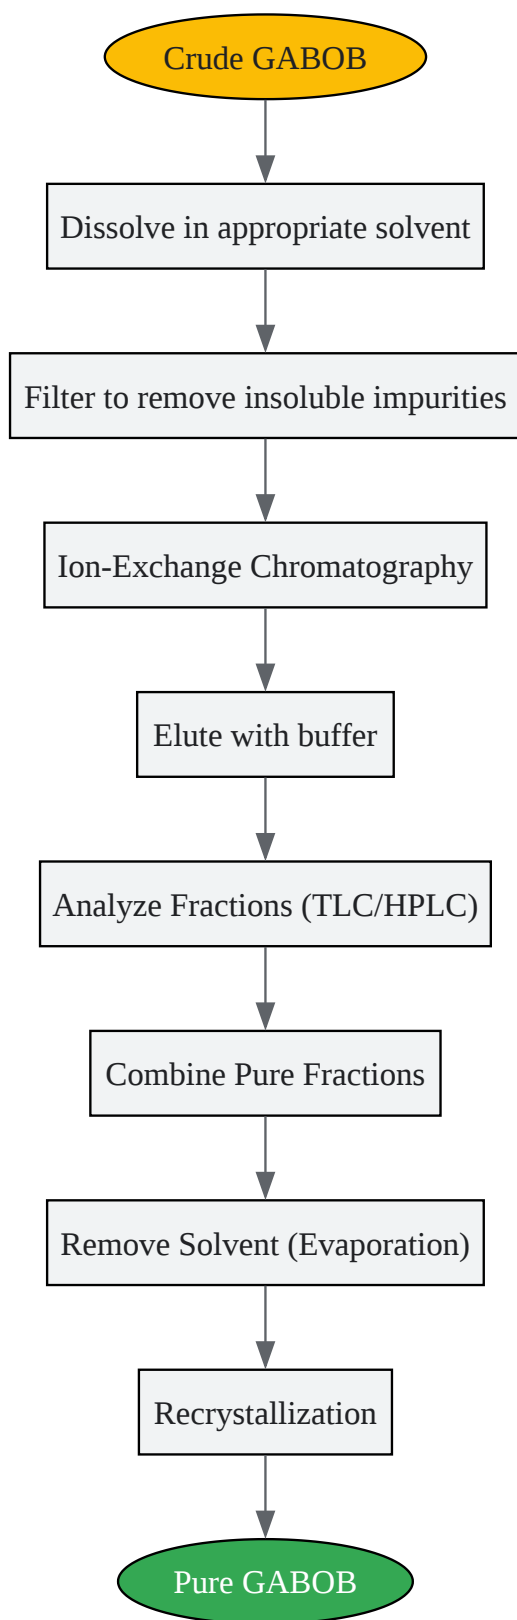 Crude GABOB
Dissolve in appropriate solvent
Filter to remove insoluble impurities
Ion-Exchange Chromatography
Elute with buffer
Analyze Fractions (TLC/HPLC)
Combine Pure Fractions
Remove Solvent (Evaporation)
Recrystallization
Pure GABOB